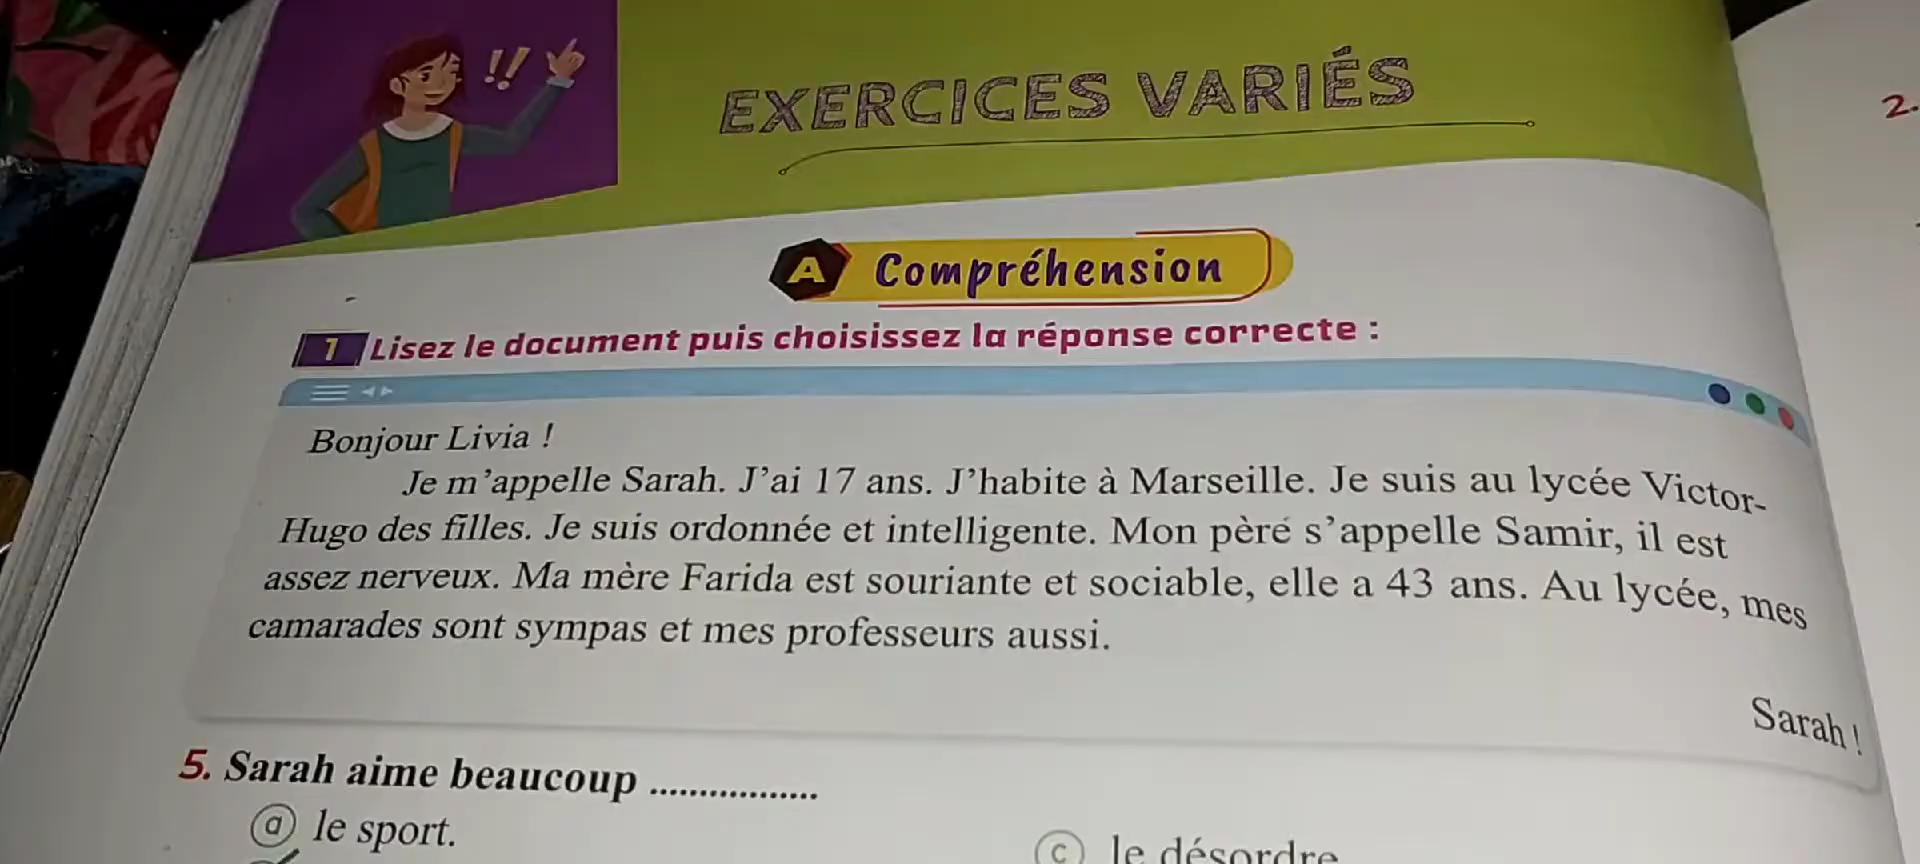 !!
EXERCICES VARIÉS
2.
A Compréhension
1 Lisez le document puis choisissez la réponse correcte :
Bonjour Livia !
Je m'appelle Sarah. J'ai 17 ans. J'habite à Marseille. Je suis au lycée Victor-
Hugo des filles. Je suis ordonnée et intelligente. Mon père s'appelle Samir, il est
assez nerveux. Ma mère Farida est souriante et sociable, elle a 43 ans. Au lycée, mes
camarades sont sympas et mes professeurs aussi.
Sarah !
5. Sarah aime beaucoup .................
a le sport.
c le désordre